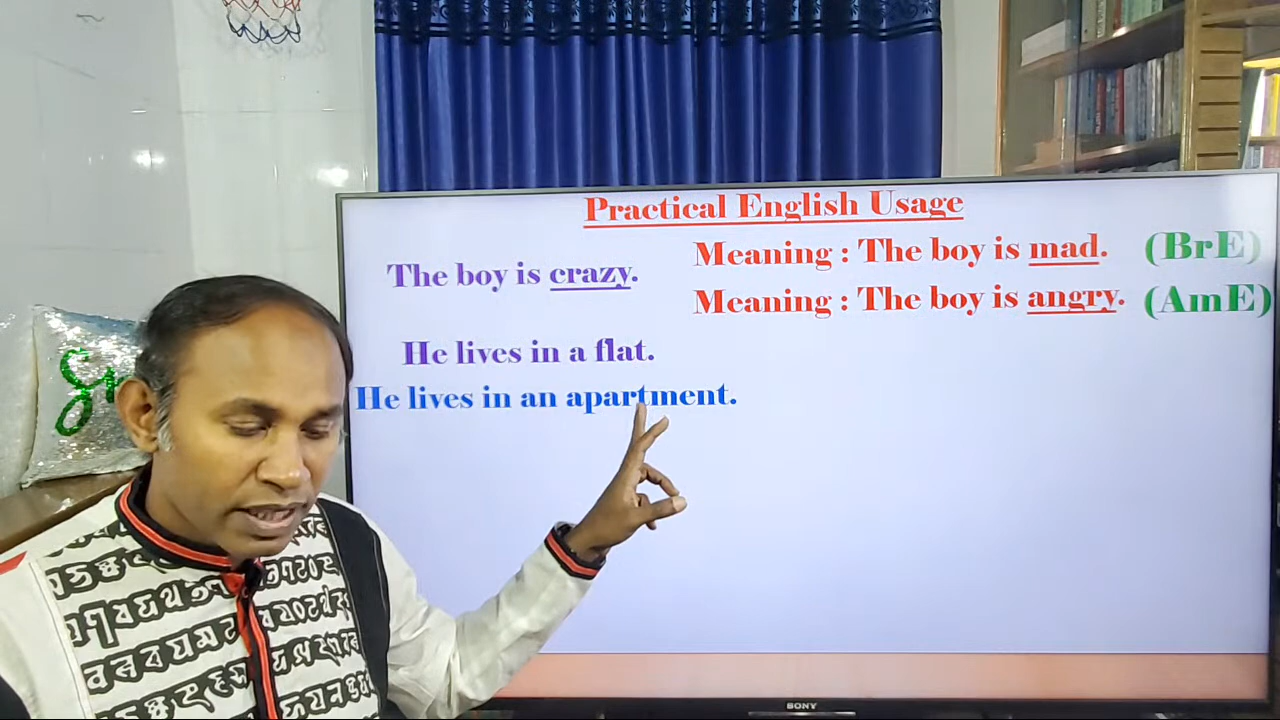 Practical English Usage
The boy is crazy.
Meaning : The boy is mad. (BrE)
Meaning : The boy is angry. (AmE)
He lives in a flat.
He lives in an apartment.
SONY